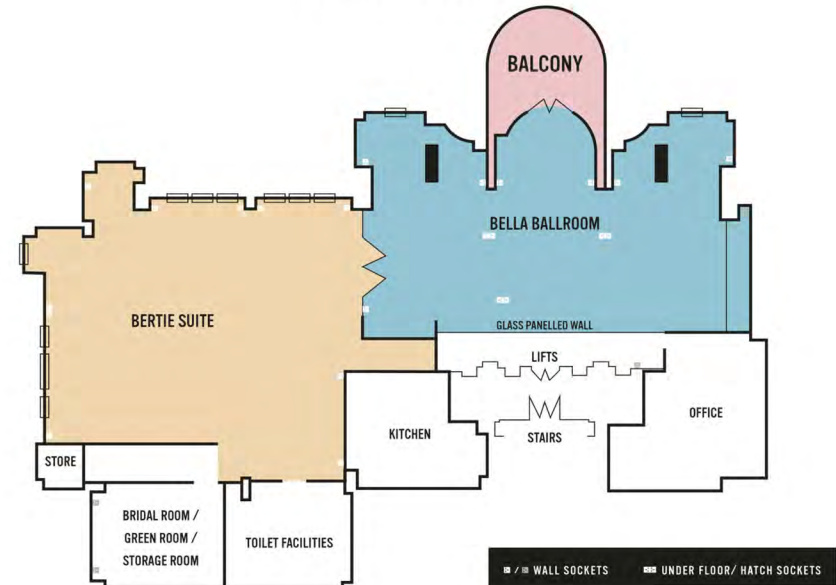 BALCONY
BELLA BALLROOM
BERTIE SUITE
GLASS PANELLED WALL
LIFTS
OFFICE
KITCHEN
STAIRS
STORE
BRIDAL ROOM /
GREEN ROOM /
STORAGE ROOM
TOILET FACILITIES
/ WALL SOCKETS
UNDER FLOOR/ HATCH SOCKETS